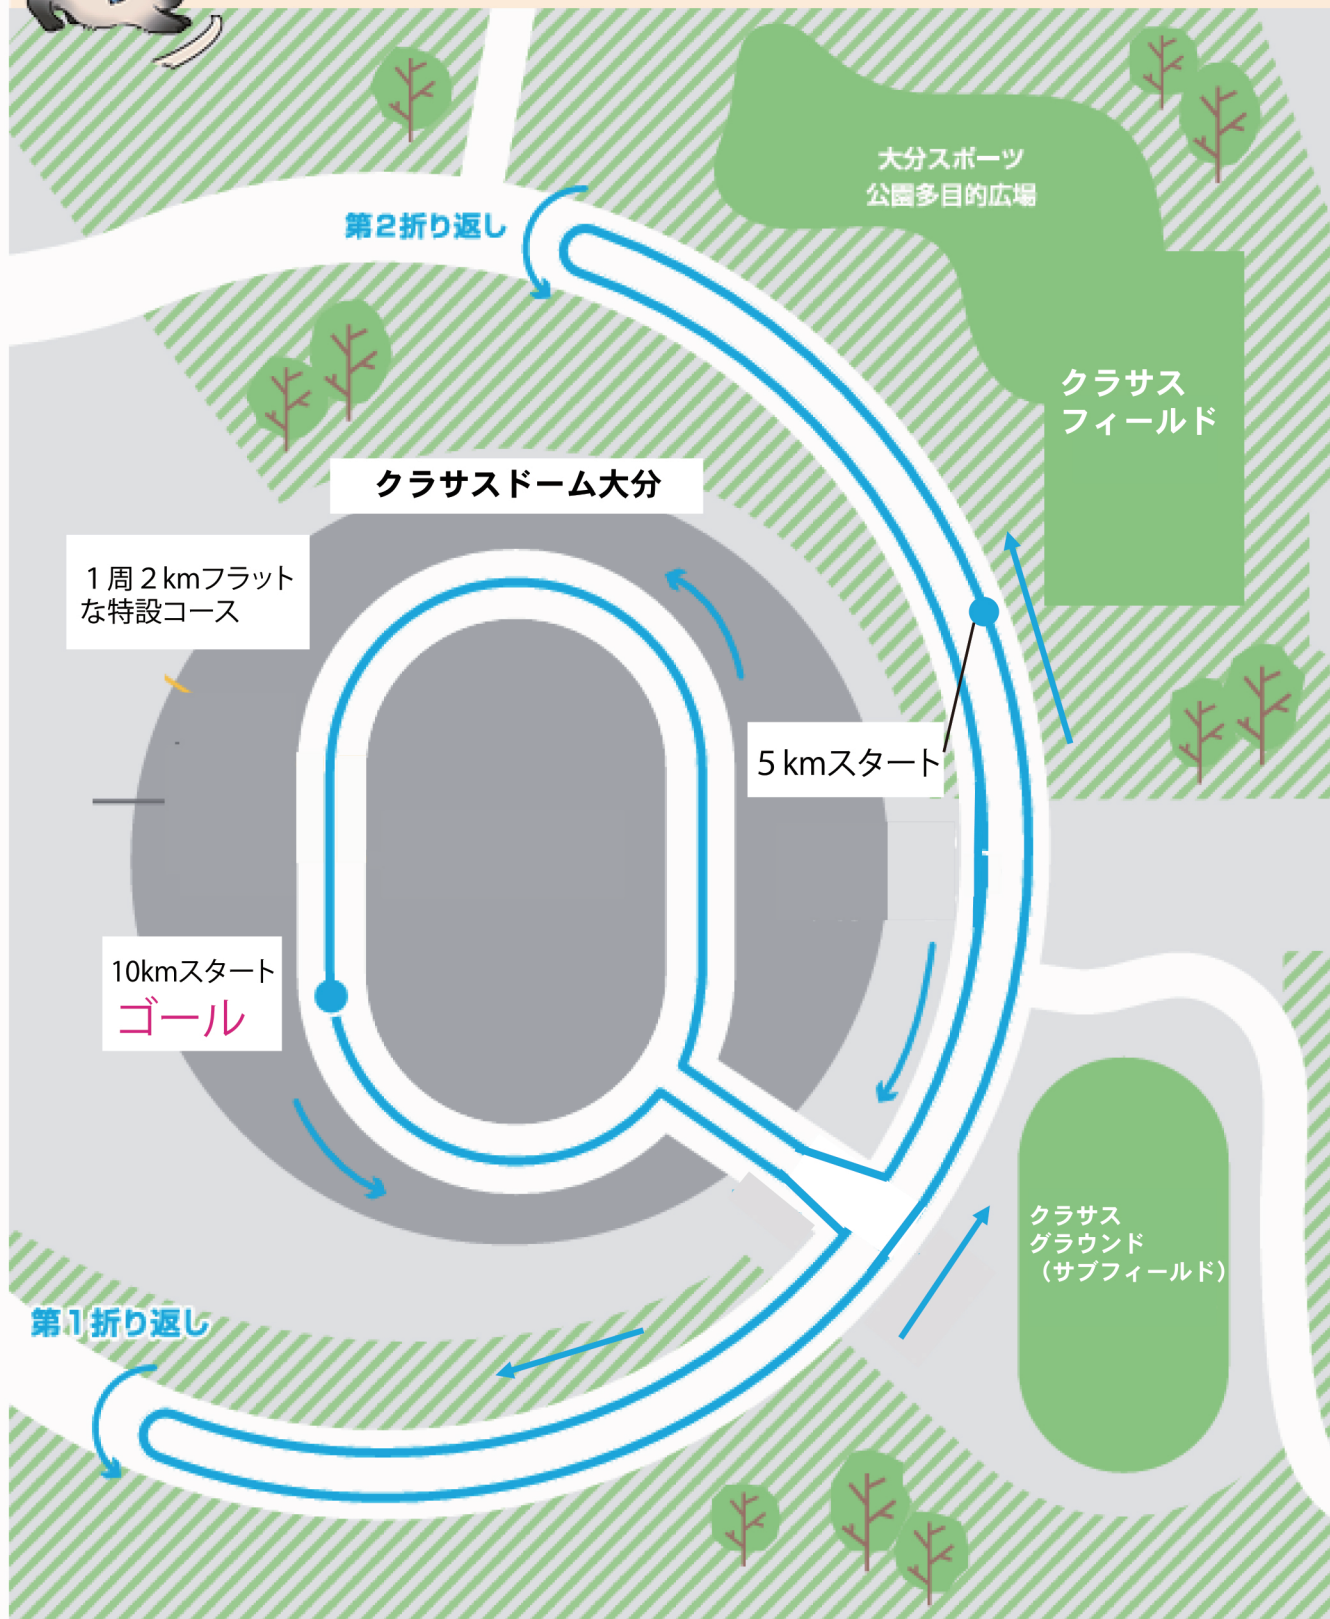 大分スポーツ
公園多目的広場
第2折り返し
クラサス
フィールド
クラサスドーム大分
１周２kmフラット
な特設コース
５kmスタート
10kmスタート
ゴール
クラサス
グラウンド
（サブフィールド）
第1折り返し